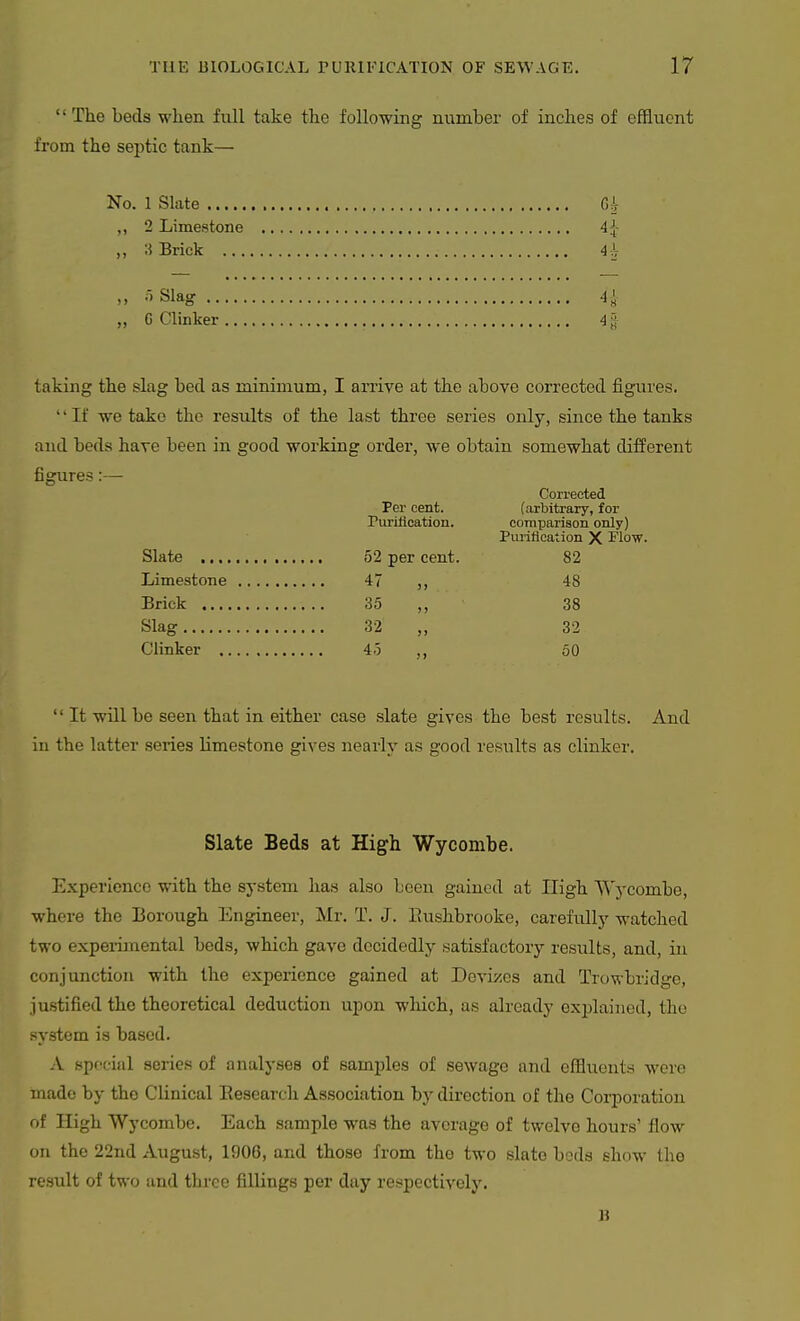 THE BIOLOGICAL PURIFICATION OF SEWAGE. 17
“The beds when full take the following number of inches of effluent
from the septic tank—
No. 1 Slate ........ 6½
„ 2 Limestone ........ 4¼
„ 3 Brick ........ 4½
— ........ —
„ 5 Slag ........ 4⅛
„ 6 Clinker ........ 4⅝
taking the slag bed as minimum, I arrive at the above corrected figures.
“If we take the results of the last three series only, since the tanks
and beds have been in good working order, we obtain somewhat different
figures:—
Per cent. Purification. Corrected (arbitrary, for comparison only) Purification X Flow.
Slate ........ 52 per cent. 82
Limestone ........ 47 „ 48
Brick ........ 35 „ 38
Slag ........ 32 „ 32
Clinker ........ 45 „ 50
“It will be seen that in either case slate gives the best results. And
in the latter series limestone gives nearly as good results as clinker.
Slate Beds at High Wycombe.
Experience with the system has also been gained at High Wycombe,
where the Borough Engineer, Mr. T. J. Rushbrooke, carefully watched
two experimental beds, which gave decidedly satisfactory results, and, in
conjunction with the experience gained at Devizes and Trowbridge,
justified the theoretical deduction upon which, as already explained, the
system is based.
A special series of analyses of samples of sewage and effluents were
made by the Clinical Research Association by direction of the Corporation
of High Wycombe. Each sample was the average of twelve hours’ flow
on the 22nd August, 1906, and those from the two slate beds show the
result of two and three fillings per day respectively.
B